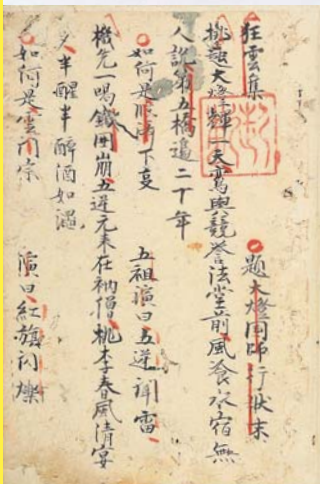 狂雲集　題大燈国師行状末
挑起大燈輝一天鸞輿競誉法堂前風飡水宿無
人記第五橋邊二十年
如何是臨済下事　五祖演曰五逆聞雷
機先一喝鐵囲崩五逆元来在衲僧桃李春風清宴
夕半醒半酔酒如澠
如何是雲門宗　演曰紅旗閃爍